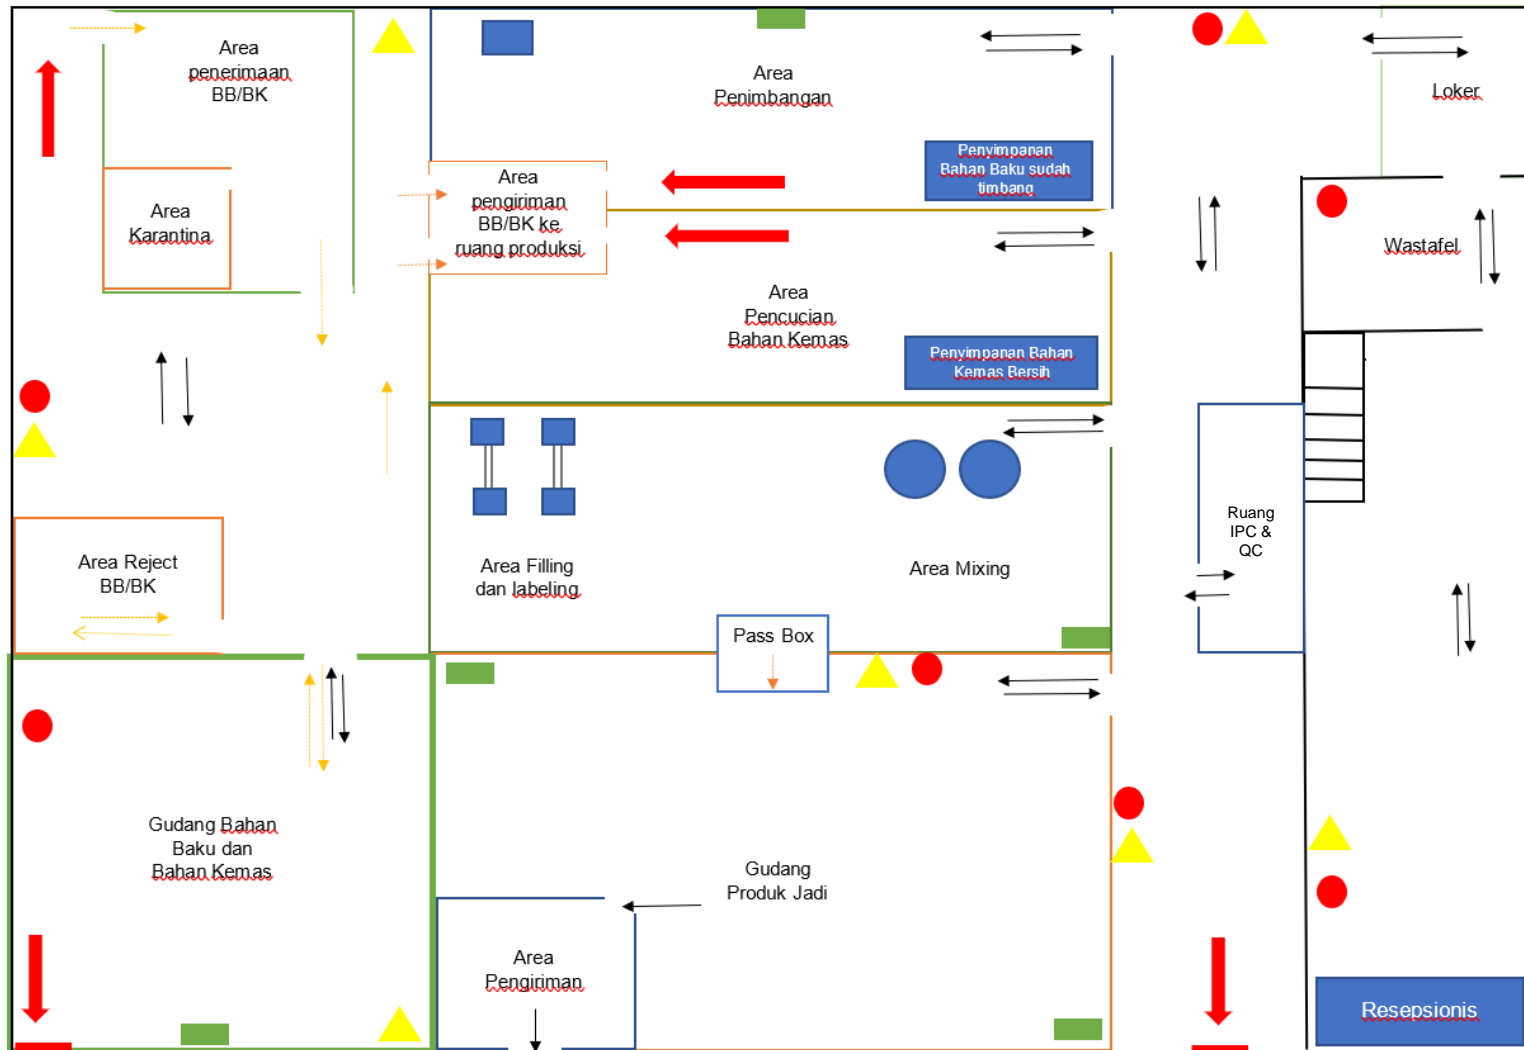 Area
penerimaan
BB/BK
Area
Karantina
Area
pengiriman
BB/BK ke
ruang produksi
Area
Penimbangan
Penyimpanan
Bahan Baku sudah
timbang
Loker
Wastafel
Area
Pencucian
Bahan Kemas
Penyimpanan Bahan
Kemas Bersih
Area Reject
BB/BK
Area Filling
dan labeling
Area Mixing
Ruang
IPC &
QC
Pass Box
Gudang Bahan
Baku dan
Bahan Kemas
Gudang
Produk Jadi
Area
Pengiriman
Resepsionis